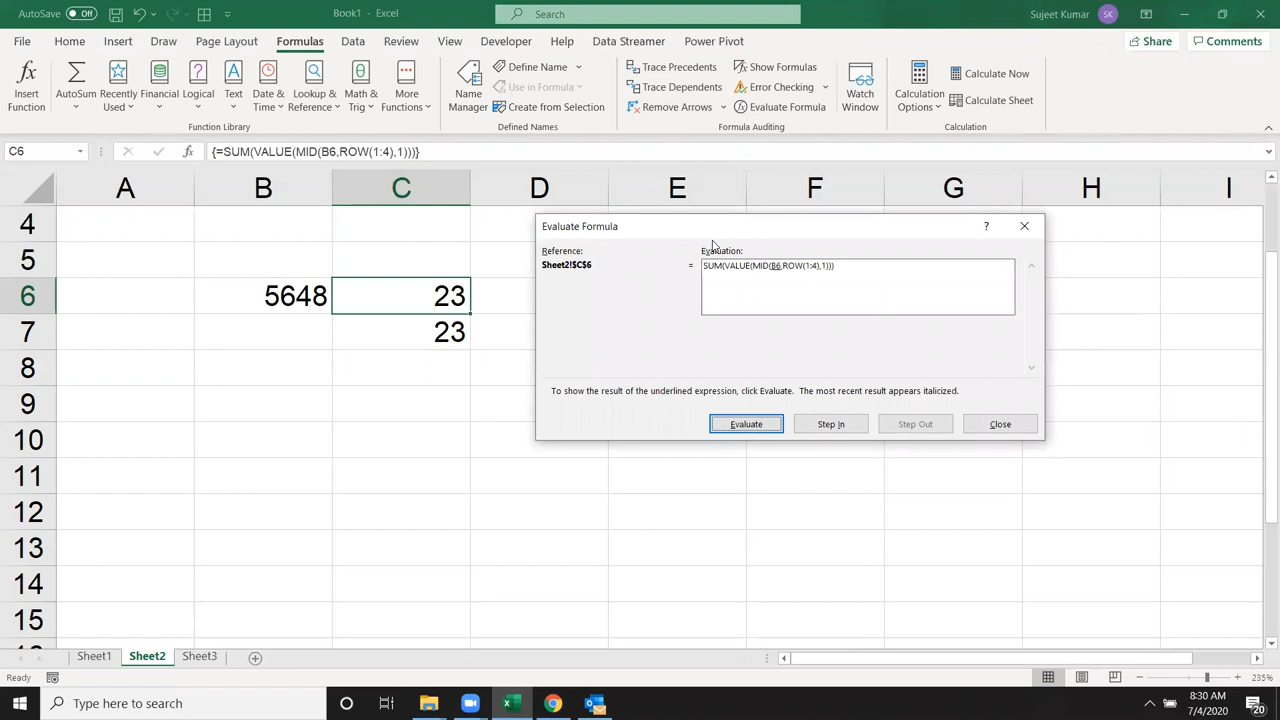 AutoSave Off Book1 - Excel Search Sujeet Kumar SK
File Home Insert Draw Page Layout Formulas Data Review View Developer Help Data Streamer Power Pivot Share Comments
Insert Function AutoSum Recently Used Financial Logical Text Date & Time Lookup & Reference Math & Trig More Functions
Function Library
Name Manager
Define Name
Use in Formula
Create from Selection
Defined Names
Trace Precedents Show Formulas
Trace Dependents Error Checking
Remove Arrows Evaluate Formula
Watch Window
Formula Auditing
Calculation Options
Calculate Now
Calculate Sheet
Calculation
C6 fx {=SUM(VALUE(MID(B6,ROW(1:4),1)))}
A B C D E F G H I
4
5
6 5648 23
7 23
8
9
10
11
12
13
14
15
Evaluate Formula ?
Reference: Evaluation:
Sheet2!$C$6 = SUM(VALUE(MID(B6,ROW(1:4),1)))
To show the result of the underlined expression, click Evaluate. The most recent result appears italicized.
Evaluate Step In Step Out Close
Sheet1 Sheet2 Sheet3
Ready 235%
Type here to search
8:30 AM
7/4/2020
20